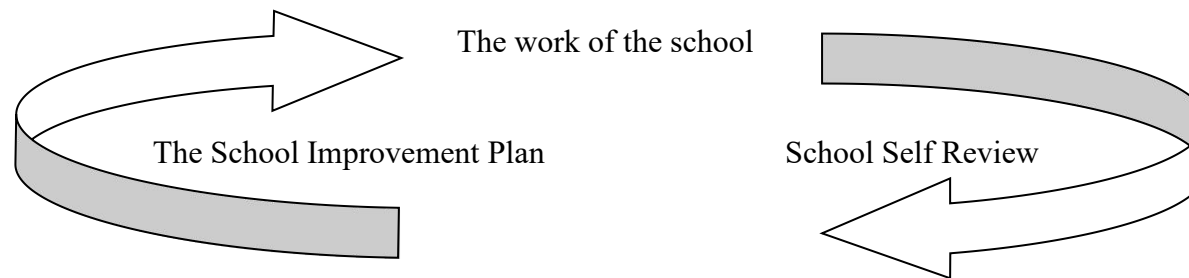 The work of the school
The School Improvement Plan
School Self Review